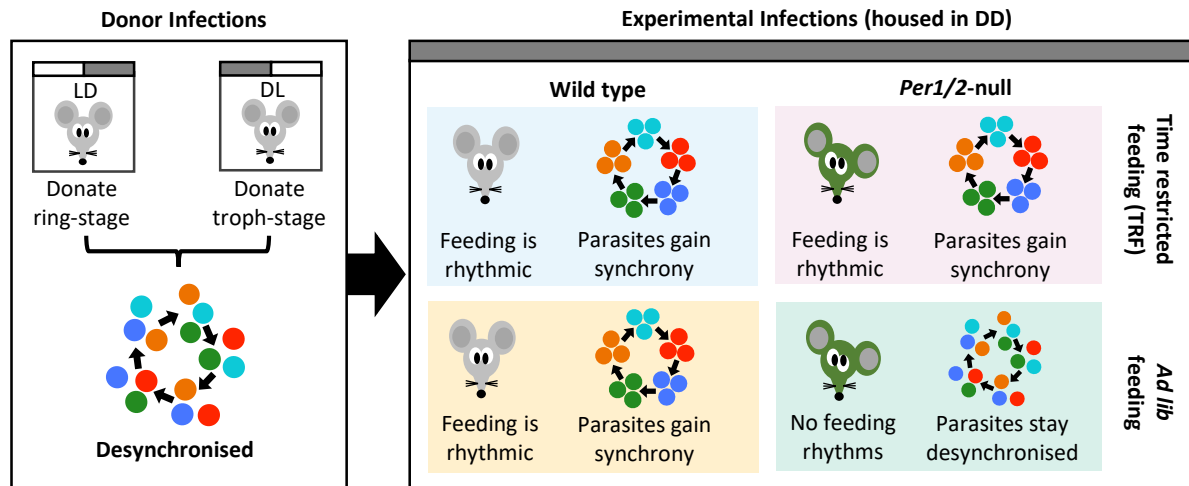 Donor Infections
LD
DL
Donate
ring-stage
Donate
troph-stage
Desynchronised
Experimental Infections (housed in DD)
Wild type
Per1/2-null
Feeding is
rhythmic
Parasites gain
synchrony
Feeding is
rhythmic
Parasites gain
synchrony
Time restricted
feeding (TRF)
Feeding is
rhythmic
Parasites gain
synchrony
No feeding
rhythms
Parasites stay
desynchronised
Ad lib
feeding